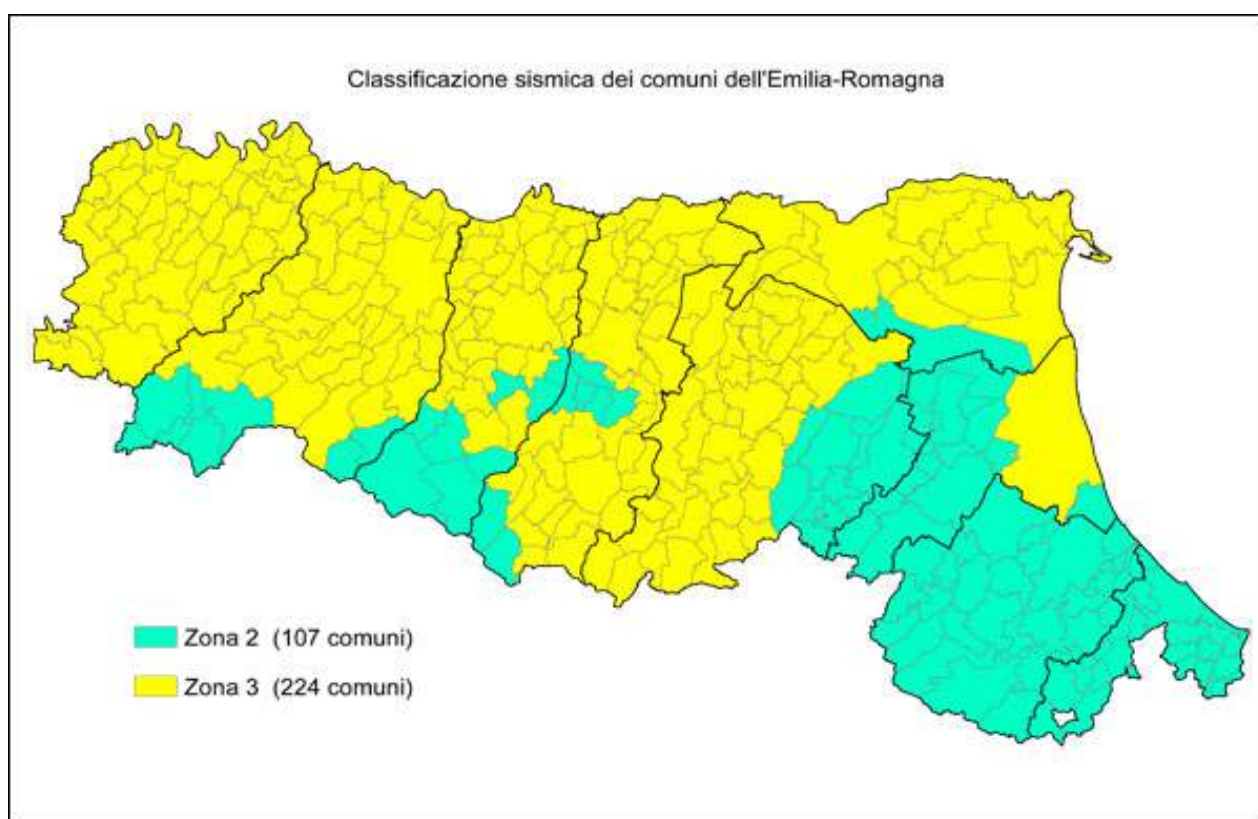 Classificazione sismica dei comuni dell'Emilia-Romagna
Zona 2 (107 comuni)
Zona 3 (224 comuni)